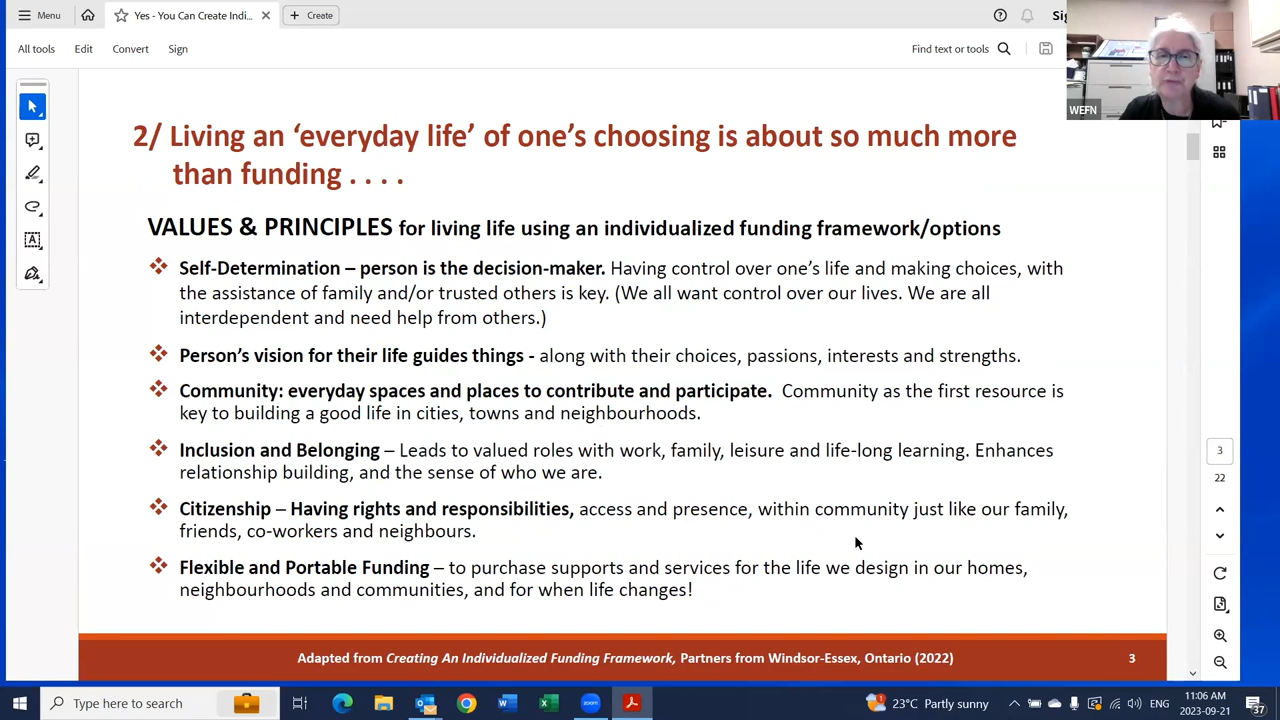 Menu
Yes - You Can Create Indi...
Create
All tools
Edit
Convert
Sign
Find text or tools
WEFN
2/ Living an ‘everyday life’ of one’s choosing is about so much more
than funding . . . .
VALUES & PRINCIPLES for living life using an individualized funding framework/options
Self-Determination – person is the decision-maker. Having control over one’s life and making choices, with
the assistance of family and/or trusted others is key. (We all want control over our lives. We are all
interdependent and need help from others.)
Person’s vision for their life guides things - along with their choices, passions, interests and strengths.
Community: everyday spaces and places to contribute and participate. Community as the first resource is
key to building a good life in cities, towns and neighbourhoods.
Inclusion and Belonging – Leads to valued roles with work, family, leisure and life-long learning. Enhances
relationship building, and the sense of who we are.
Citizenship – Having rights and responsibilities, access and presence, within community just like our family,
friends, co-workers and neighbours.
Flexible and Portable Funding – to purchase supports and services for the life we design in our homes,
neighbourhoods and communities, and for when life changes!
3
22
Adapted from Creating An Individualized Funding Framework, Partners from Windsor-Essex, Ontario (2022)
3
Type here to search
23°C Partly sunny
ENG
11:06 AM
2023-09-21
37